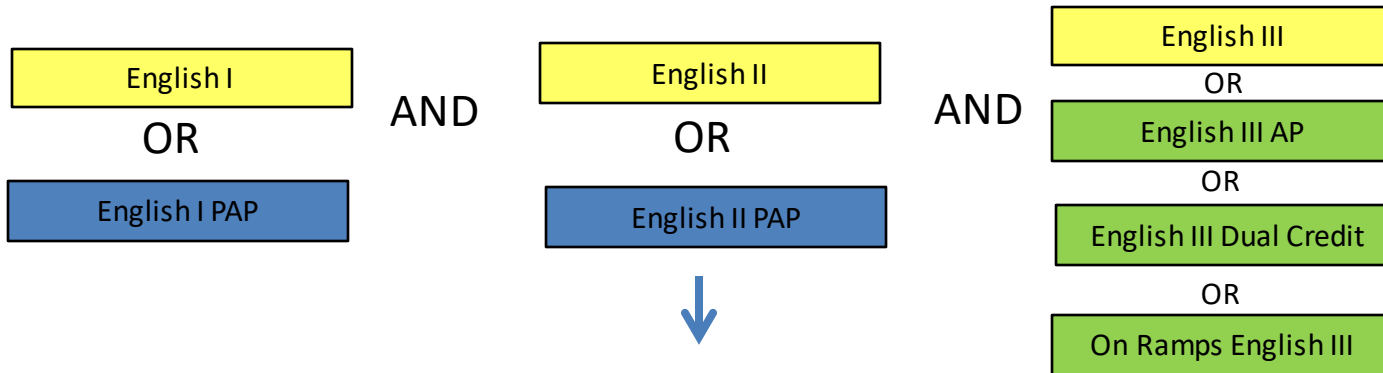 English I
OR
English I PAP
AND
English II
OR
English II PAP
AND
English III
OR
English III AP
OR
English III Dual Credit
OR
On Ramps English III